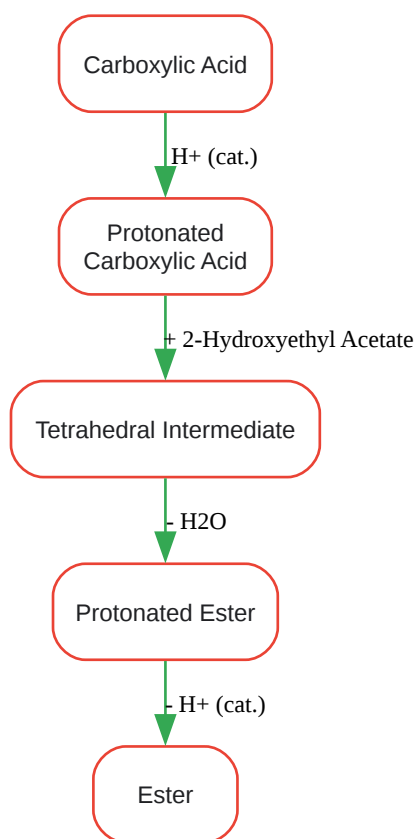 Carboxylic Acid
H+ (cat.)
Protonated
Carboxylic Acid
+ 2-Hydroxyethyl Acetate
Tetrahedral Intermediate
- H2O
Protonated Ester
- H+ (cat.)
Ester